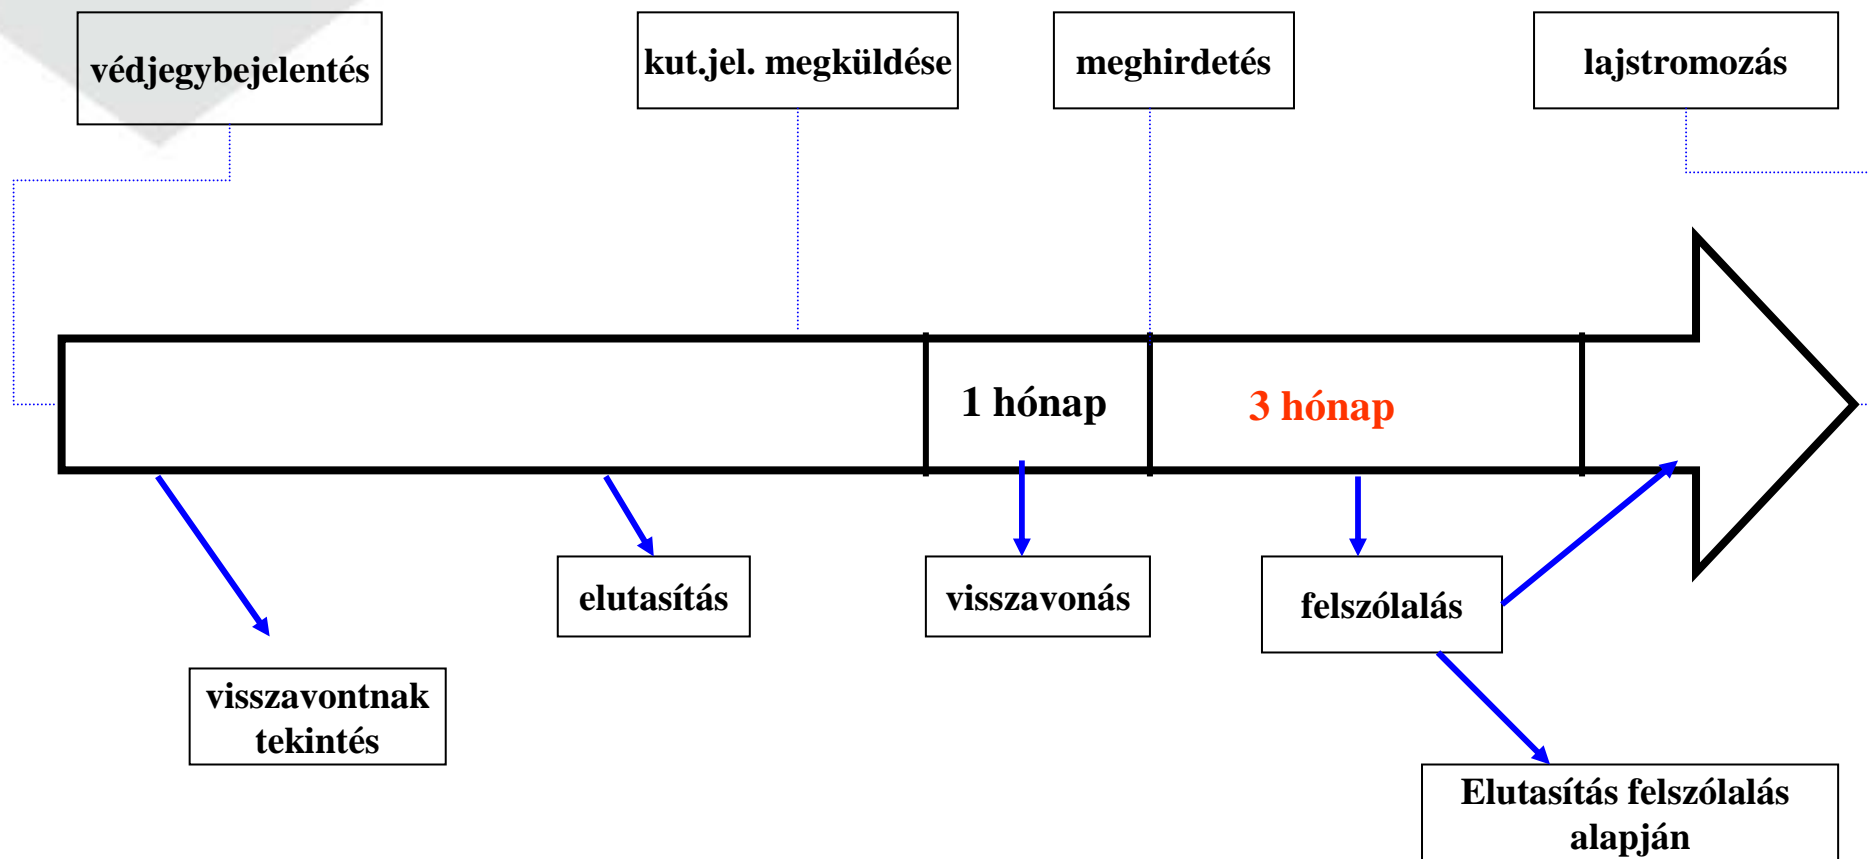 védjegybejelentés
kut.jel. megküldése
meghirdetés
lajstromozás
1 hónap
3 hónap
elutasítás
visszavonás
felszólalás
visszavontnak
tekintés
Elutasítás felszólalás
alapján